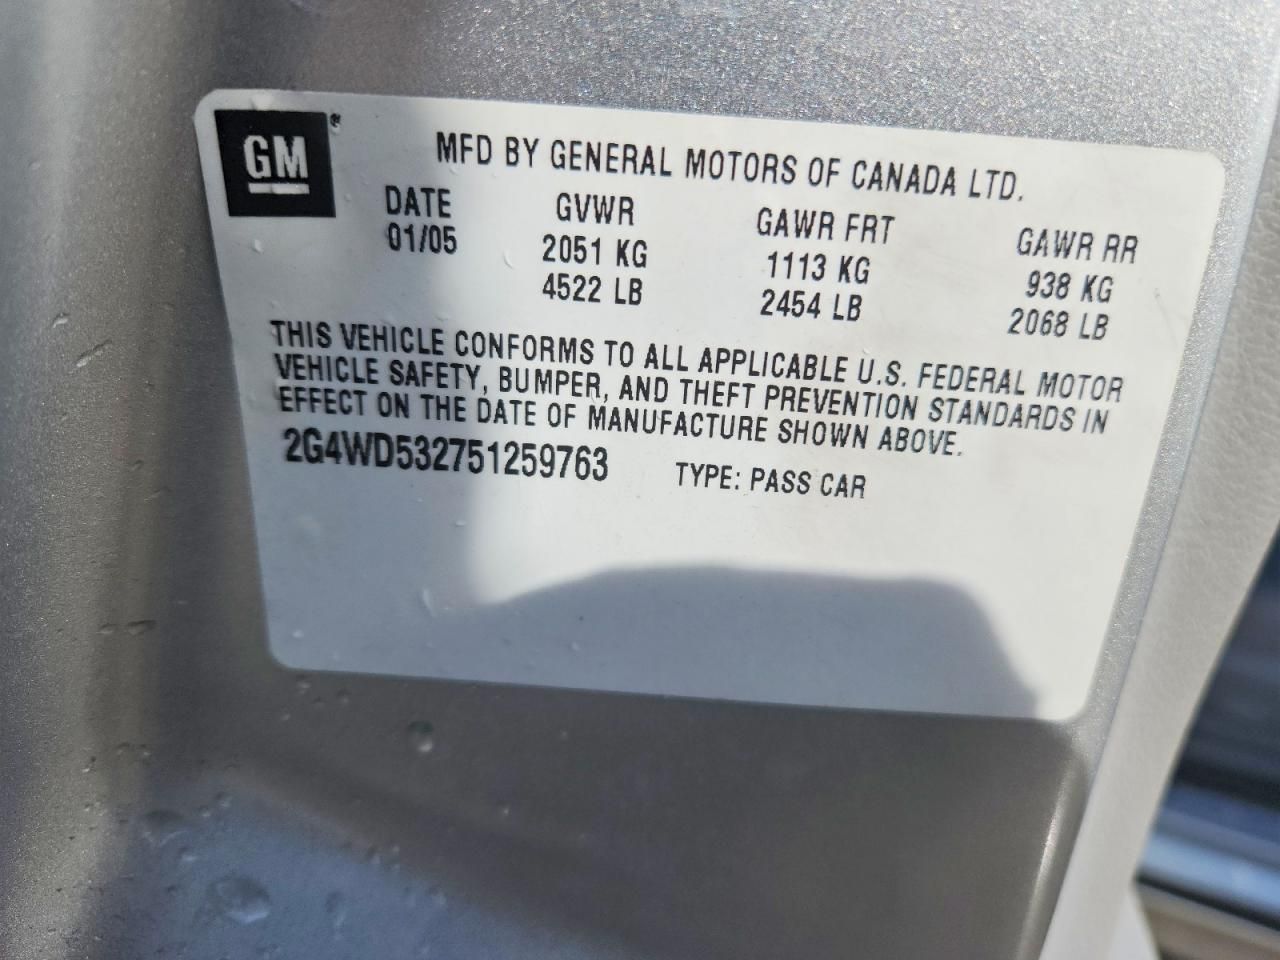 GM®
MFD BY GENERAL MOTORS OF CANADA LTD.
DATE GVWR GAWR FRT GAWR RR
01/05 2051 KG 1113 KG 938 KG
4522 LB 2454 LB 2068 LB
THIS VEHICLE CONFORMS TO ALL APPLICABLE U.S. FEDERAL MOTOR
VEHICLE SAFETY, BUMPER, AND THEFT PREVENTION STANDARDS IN
EFFECT ON THE DATE OF MANUFACTURE SHOWN ABOVE.
2G4WD532751259763 TYPE: PASS CAR